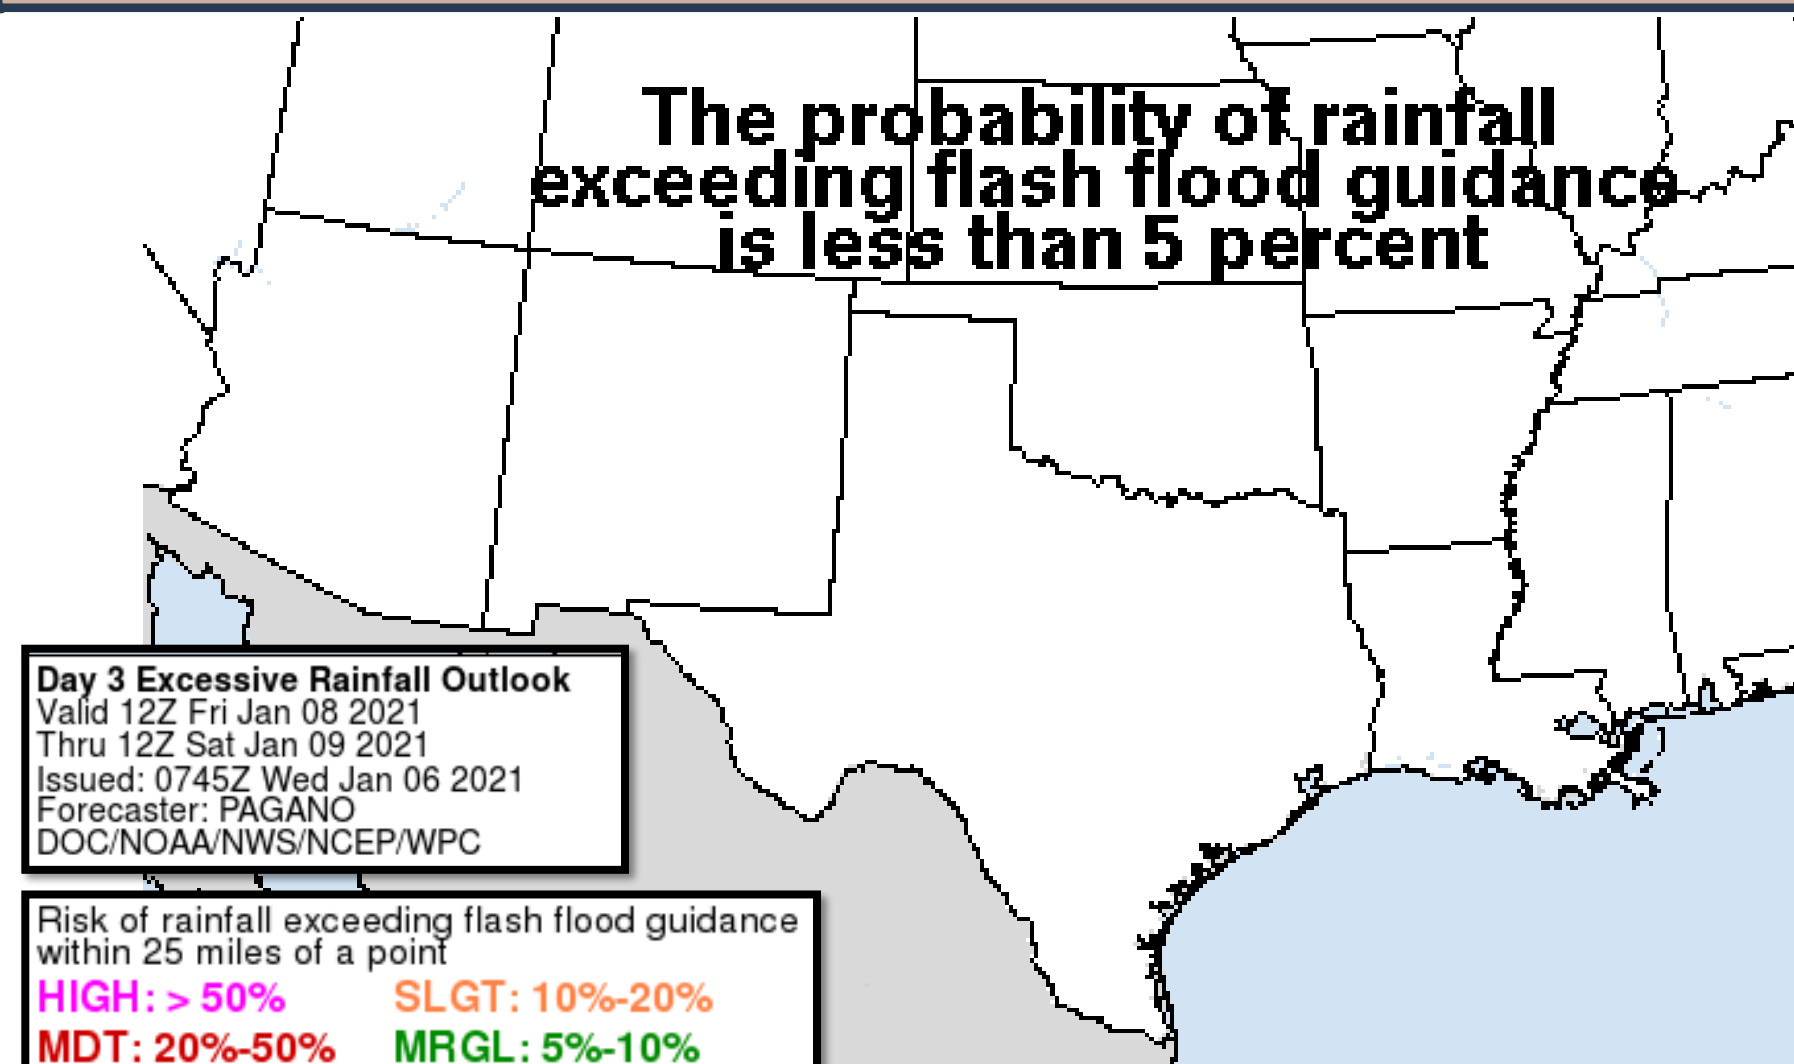 The probability of rainfall
exceeding flash flood guidance
is less than 5 percent
Day 3 Excessive Rainfall Outlook
Valid 12Z Fri Jan 08 2021
Thru 12Z Sat Jan 09 2021
Issued: 0745Z Wed Jan 06 2021
Forecaster: PAGANO
DOC/NOAA/NWS/NCEP/WPC
Risk of rainfall exceeding flash flood guidance
within 25 miles of a point
HIGH: > 50% SLGT: 10%-20%
MDT: 20%-50% MRGL: 5%-10%